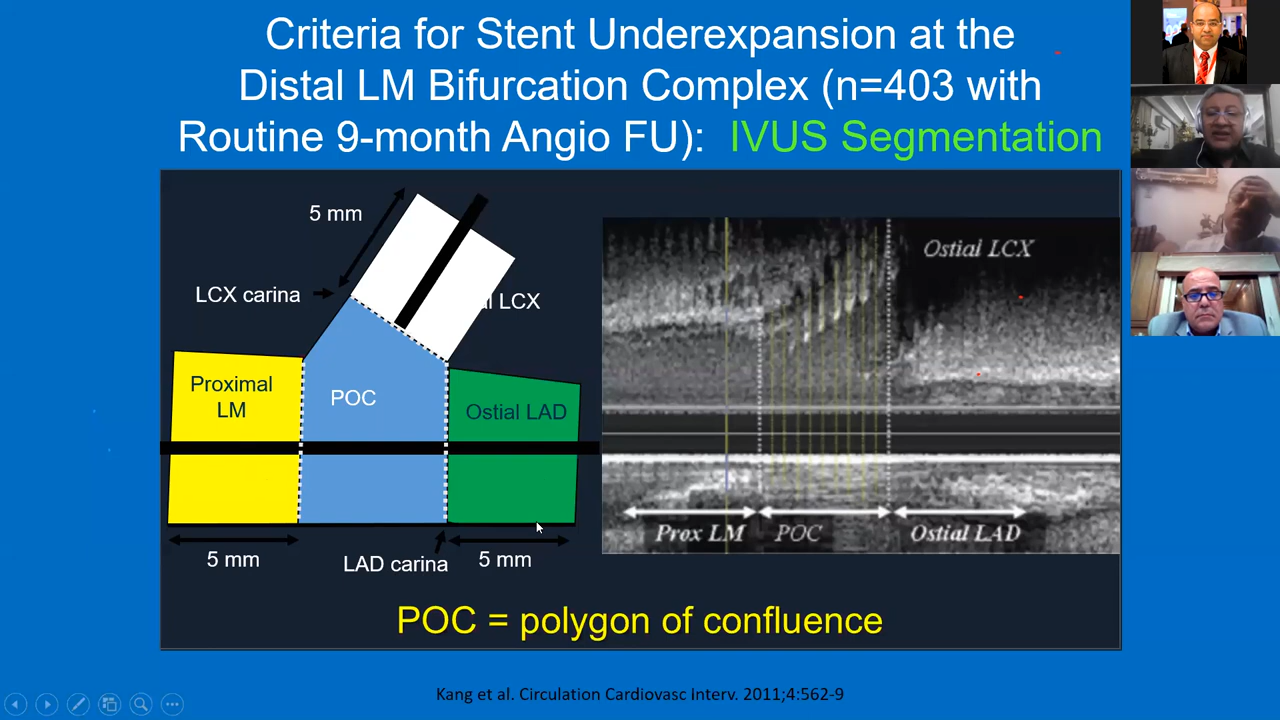 Criteria for Stent Underexpansion at the
Distal LM Bifurcation Complex (n=403 with
Routine 9-month Angio FU): IVUS Segmentation
5 mm
LCX carina
al LCX
Proximal
LM
POC
Ostial LAD
5 mm
LAD carina
5 mm
Ostial LCX
Prox LM
POC
Ostial LAD
POC = polygon of confluence
Kang et al. Circulation Cardiovasc Interv. 2011;4:562-9